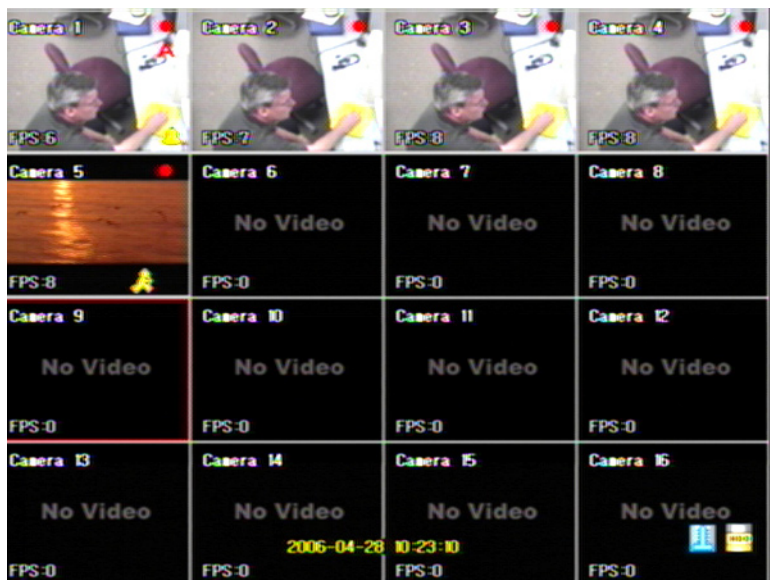 Camera 1
Camera 2
Camera 3
Camera 4
A
FPS:6
FPS:7
FPS:8
FPS:8
Camera 5
Camera 6
Camera 7
Camera 8
No Video
No Video
No Video
FPS:8
FPS:0
FPS:0
FPS:0
Camera 9
Camera 10
Camera 11
Camera 12
No Video
No Video
No Video
No Video
FPS:0
FPS:0
FPS:0
FPS:0
Camera 13
Camera 14
Camera 15
Camera 16
No Video
No Video
No Video
No Video
2006-04-28 10:23:10
FPS:0
FPS:0
FPS:0
FPS:0